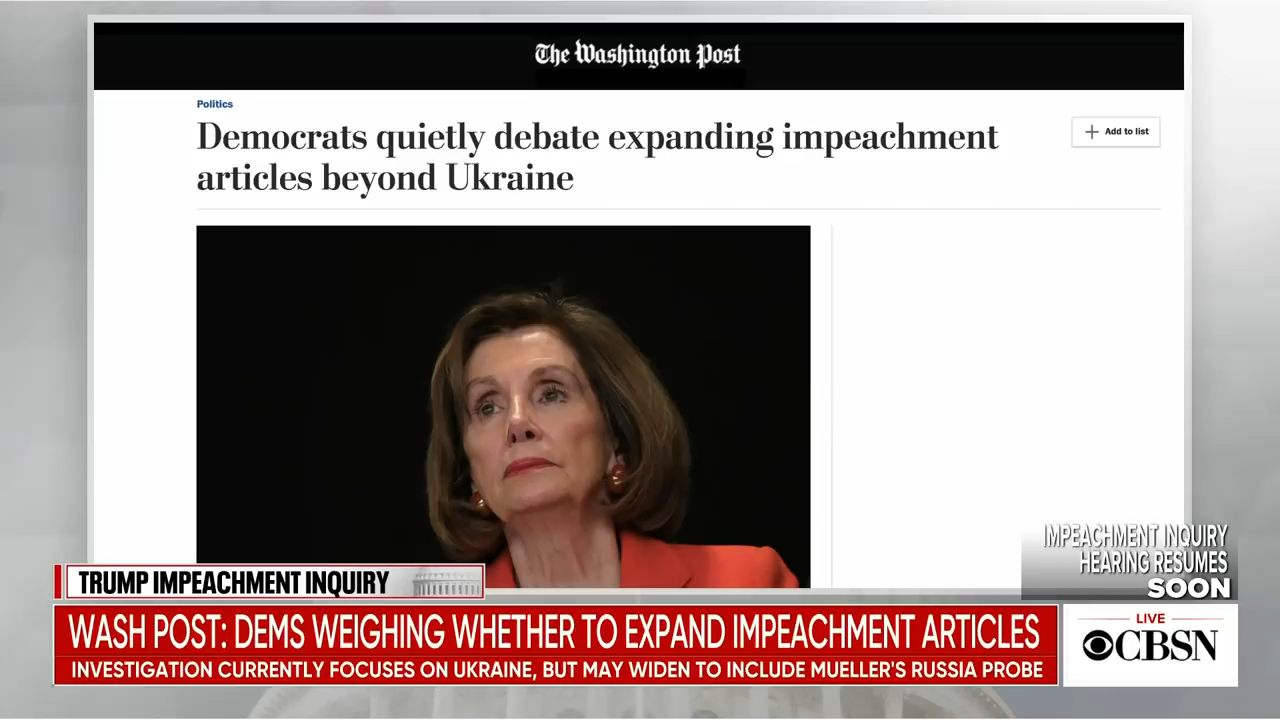 The Washington Post
Politics
Democrats quietly debate expanding impeachment
articles beyond Ukraine
Add to list
IMPEACHMENT INQUIRY
HEARING RESUMES
SOON
TRUMP IMPEACHMENT INQUIRY
WASH POST: DEMS WEIGHING WHETHER TO EXPAND IMPEACHMENT ARTICLES
INVESTIGATION CURRENTLY FOCUSES ON UKRAINE, BUT MAY WIDEN TO INCLUDE MUELLER'S RUSSIA PROBE
LIVE
CBSN